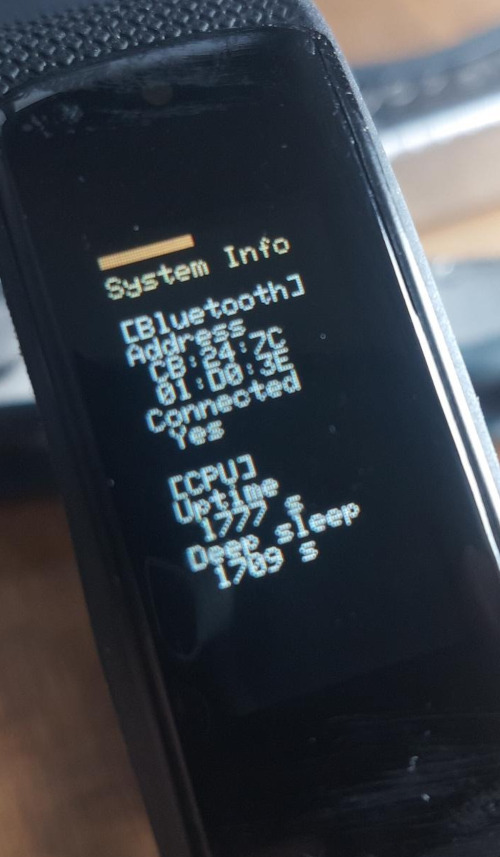 System Info
[Bluetooth]
Address
CB:24:7C
01:D0:3E
Connected
Yes
[CPU]
Uptime
1777 s
Deep sleep
1709 s